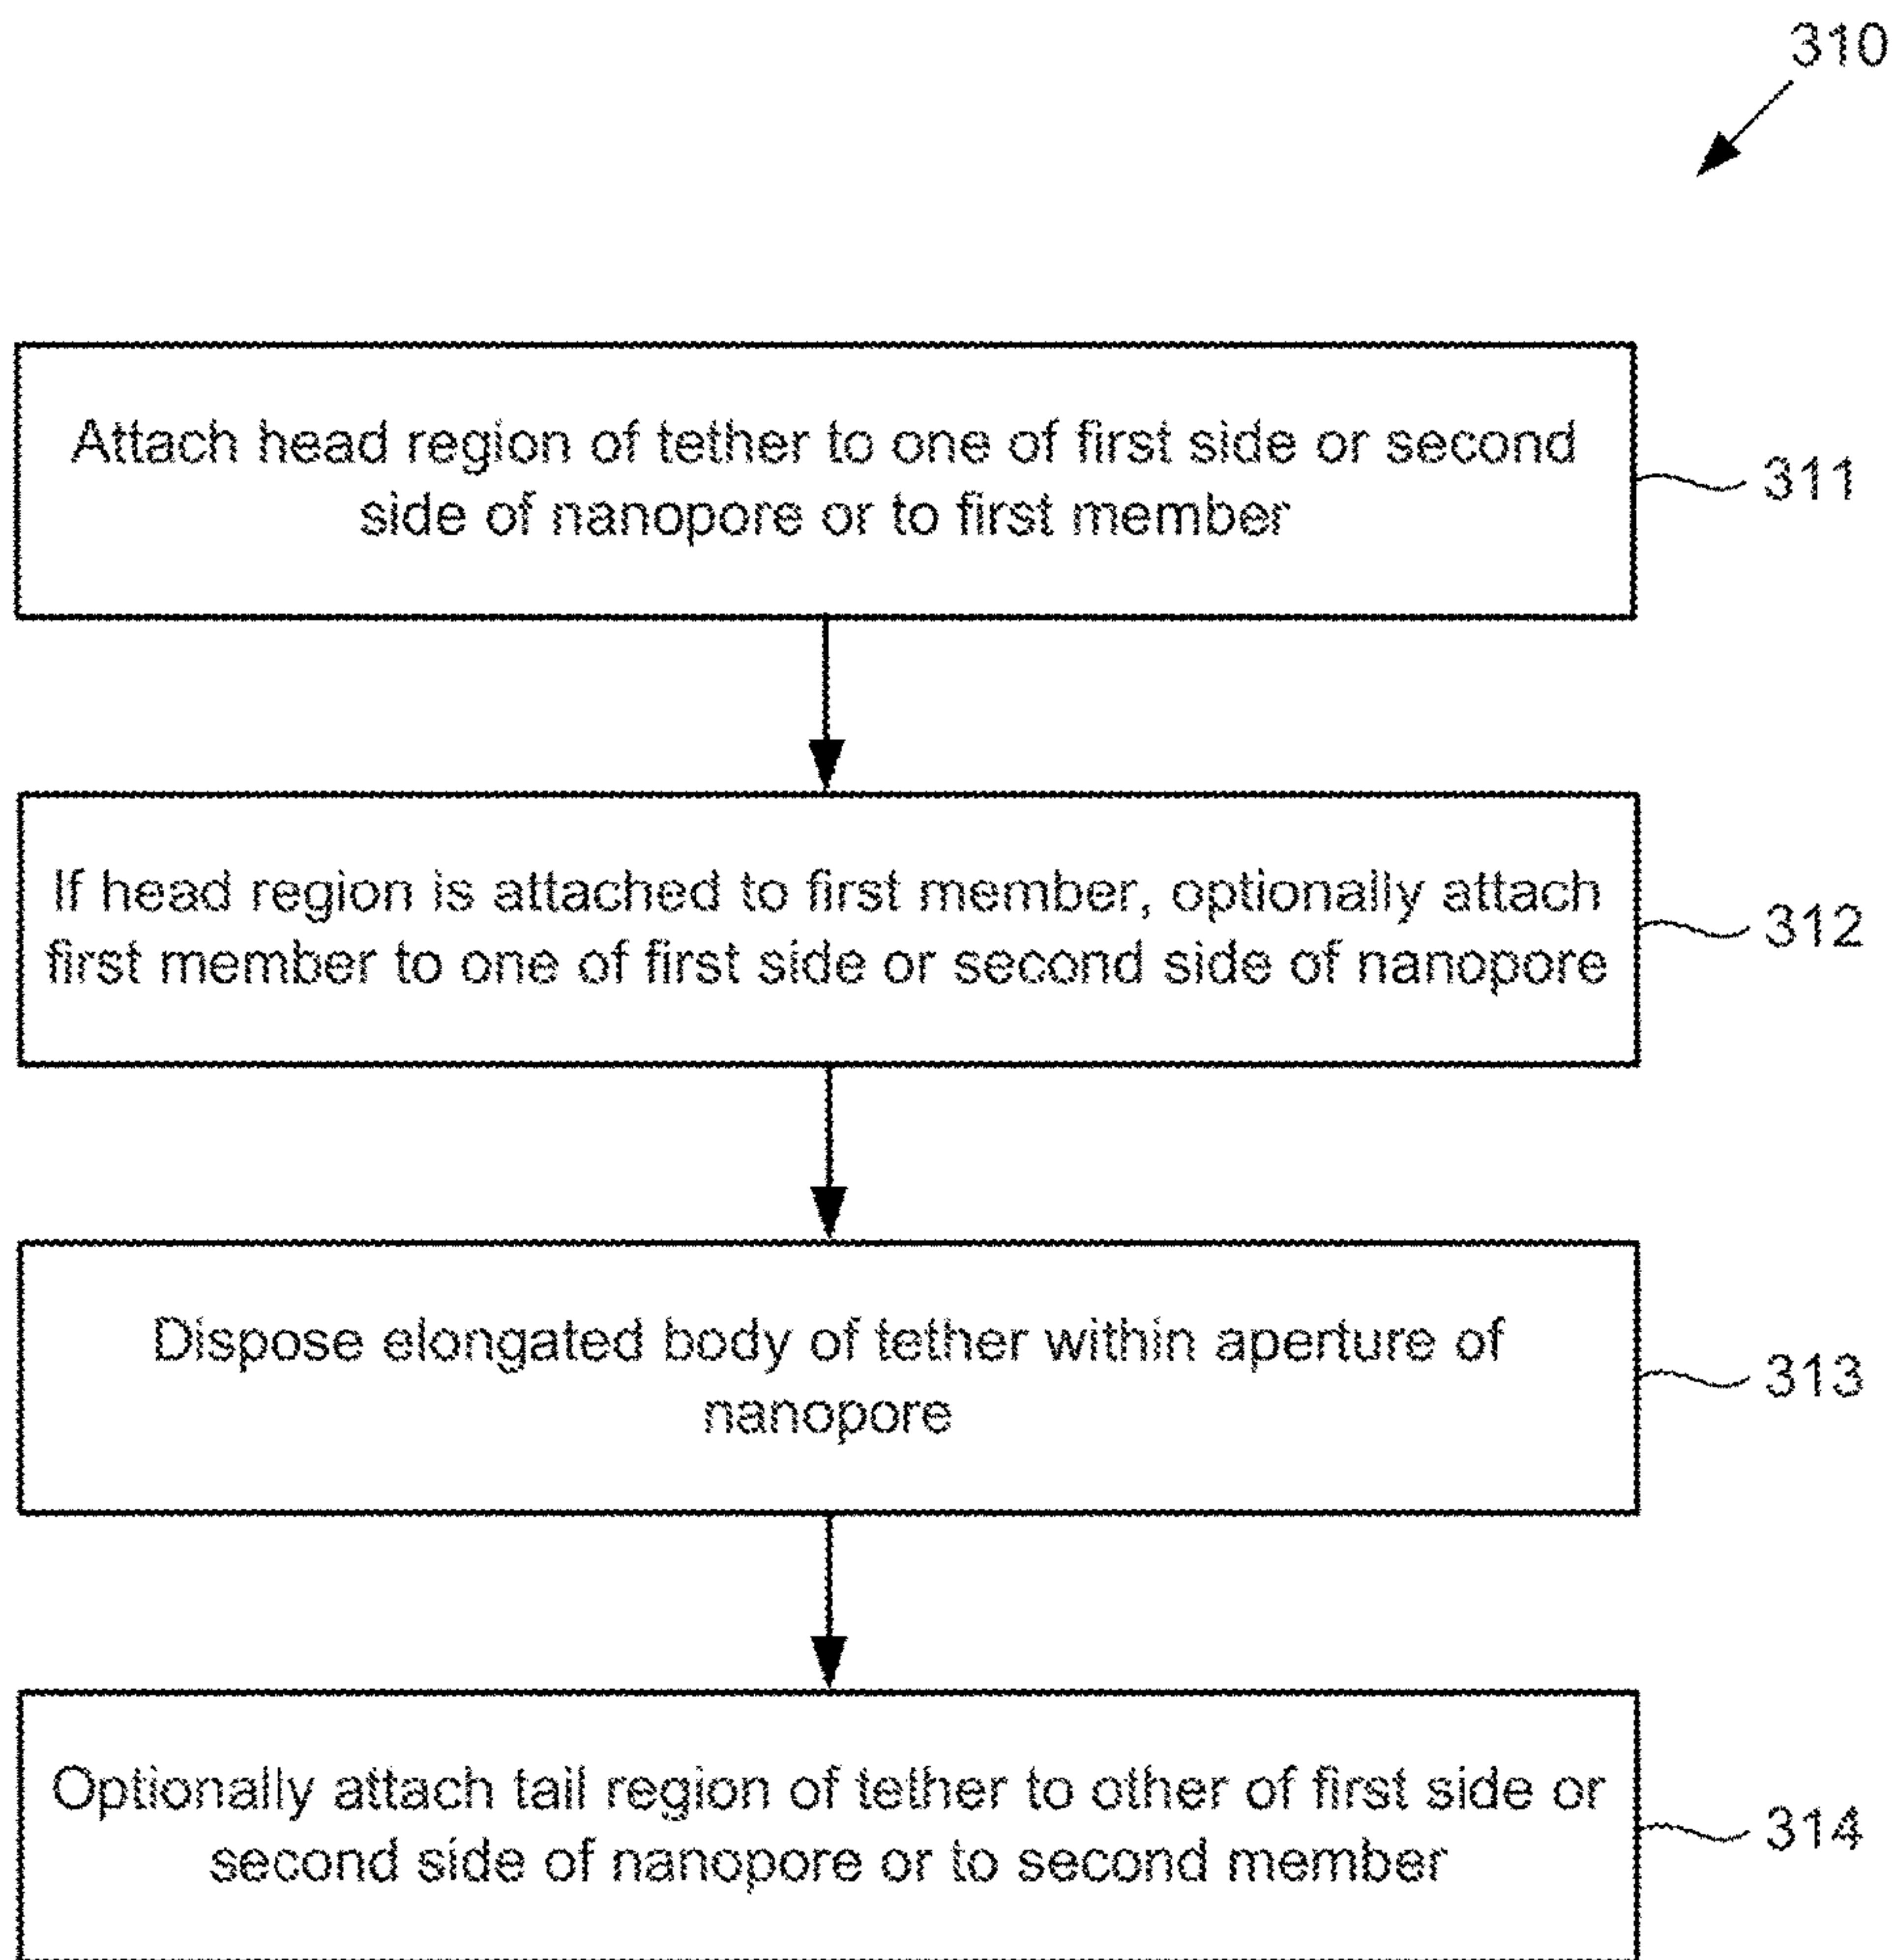 310
Attach head region of tether to one of first side or second
side of nanopore or to first member
311
If head region is attached to first member, optionally attach
first member to one of first side or second side of nanopore
312
Dispose elongated body of tether within aperture of
nanopore
313
Optionally attach tail region of tether to other of first side or
second side of nanopore or to second member
314